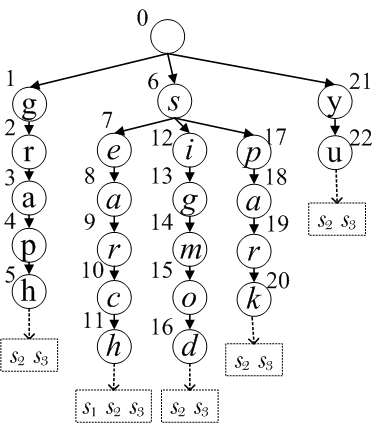 0
1 6 21
g s y
2 7 12 17 22
r e i p u
3 8 13 18
a a g a
s2 s3
4 9 14 19
p r m r
5 10 15 20
h c o k
11 16
h d
s2 s3 s2 s3
s1 s2 s3 s2 s3